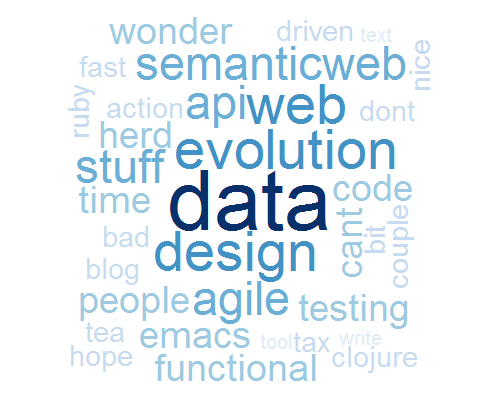 wonder driven text
fast semanticweb nice
ruby action api web dont
herd evolution
stuff
time data code
bad design cant bit couple
blog
people agile testing
tea emacs tool tax write
hope functional clojure